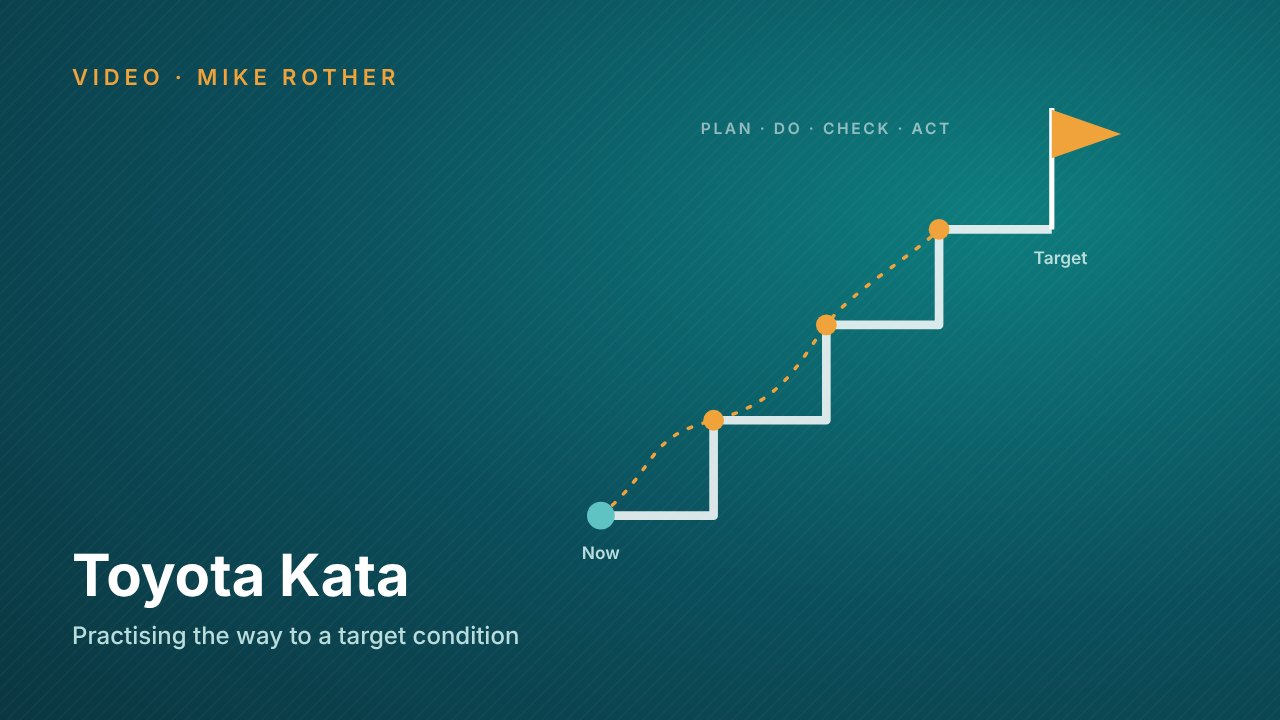 VIDEO · MIKE ROTHER
PLAN · DO · CHECK · ACT
Target
Now
Toyota Kata
Practising the way to a target condition